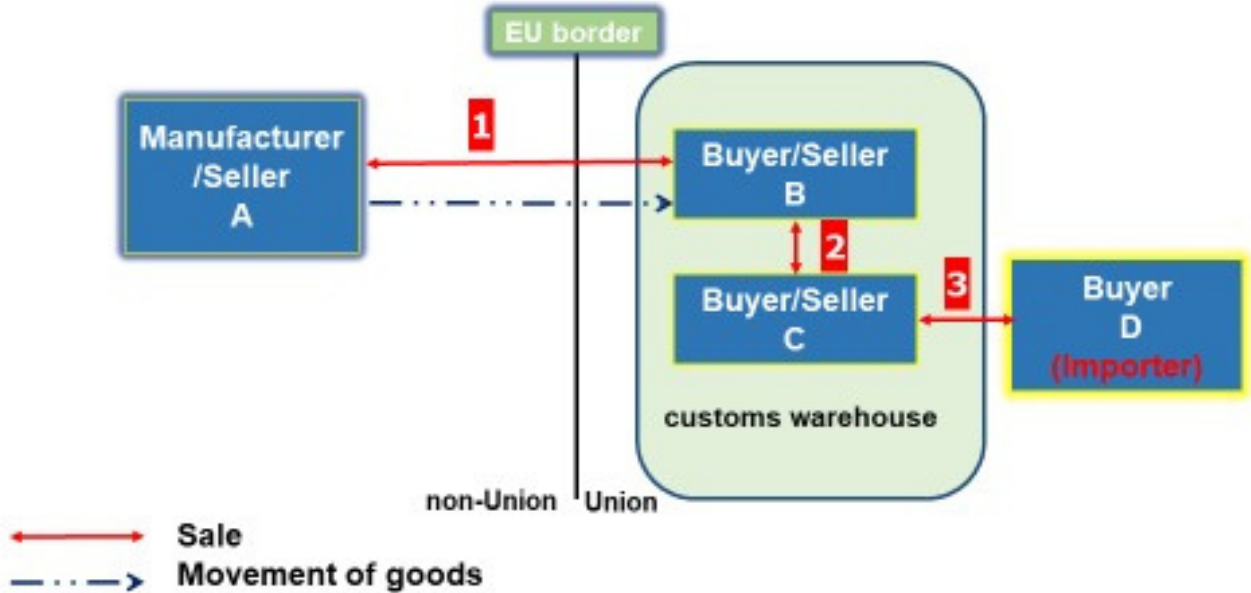 EU border
Manufacturer
/Seller
A
1
Buyer/Seller
B
2
Buyer/Seller
C
3
Buyer
D
(Importer)
customs warehouse
non-Union
Union
Sale
Movement of goods